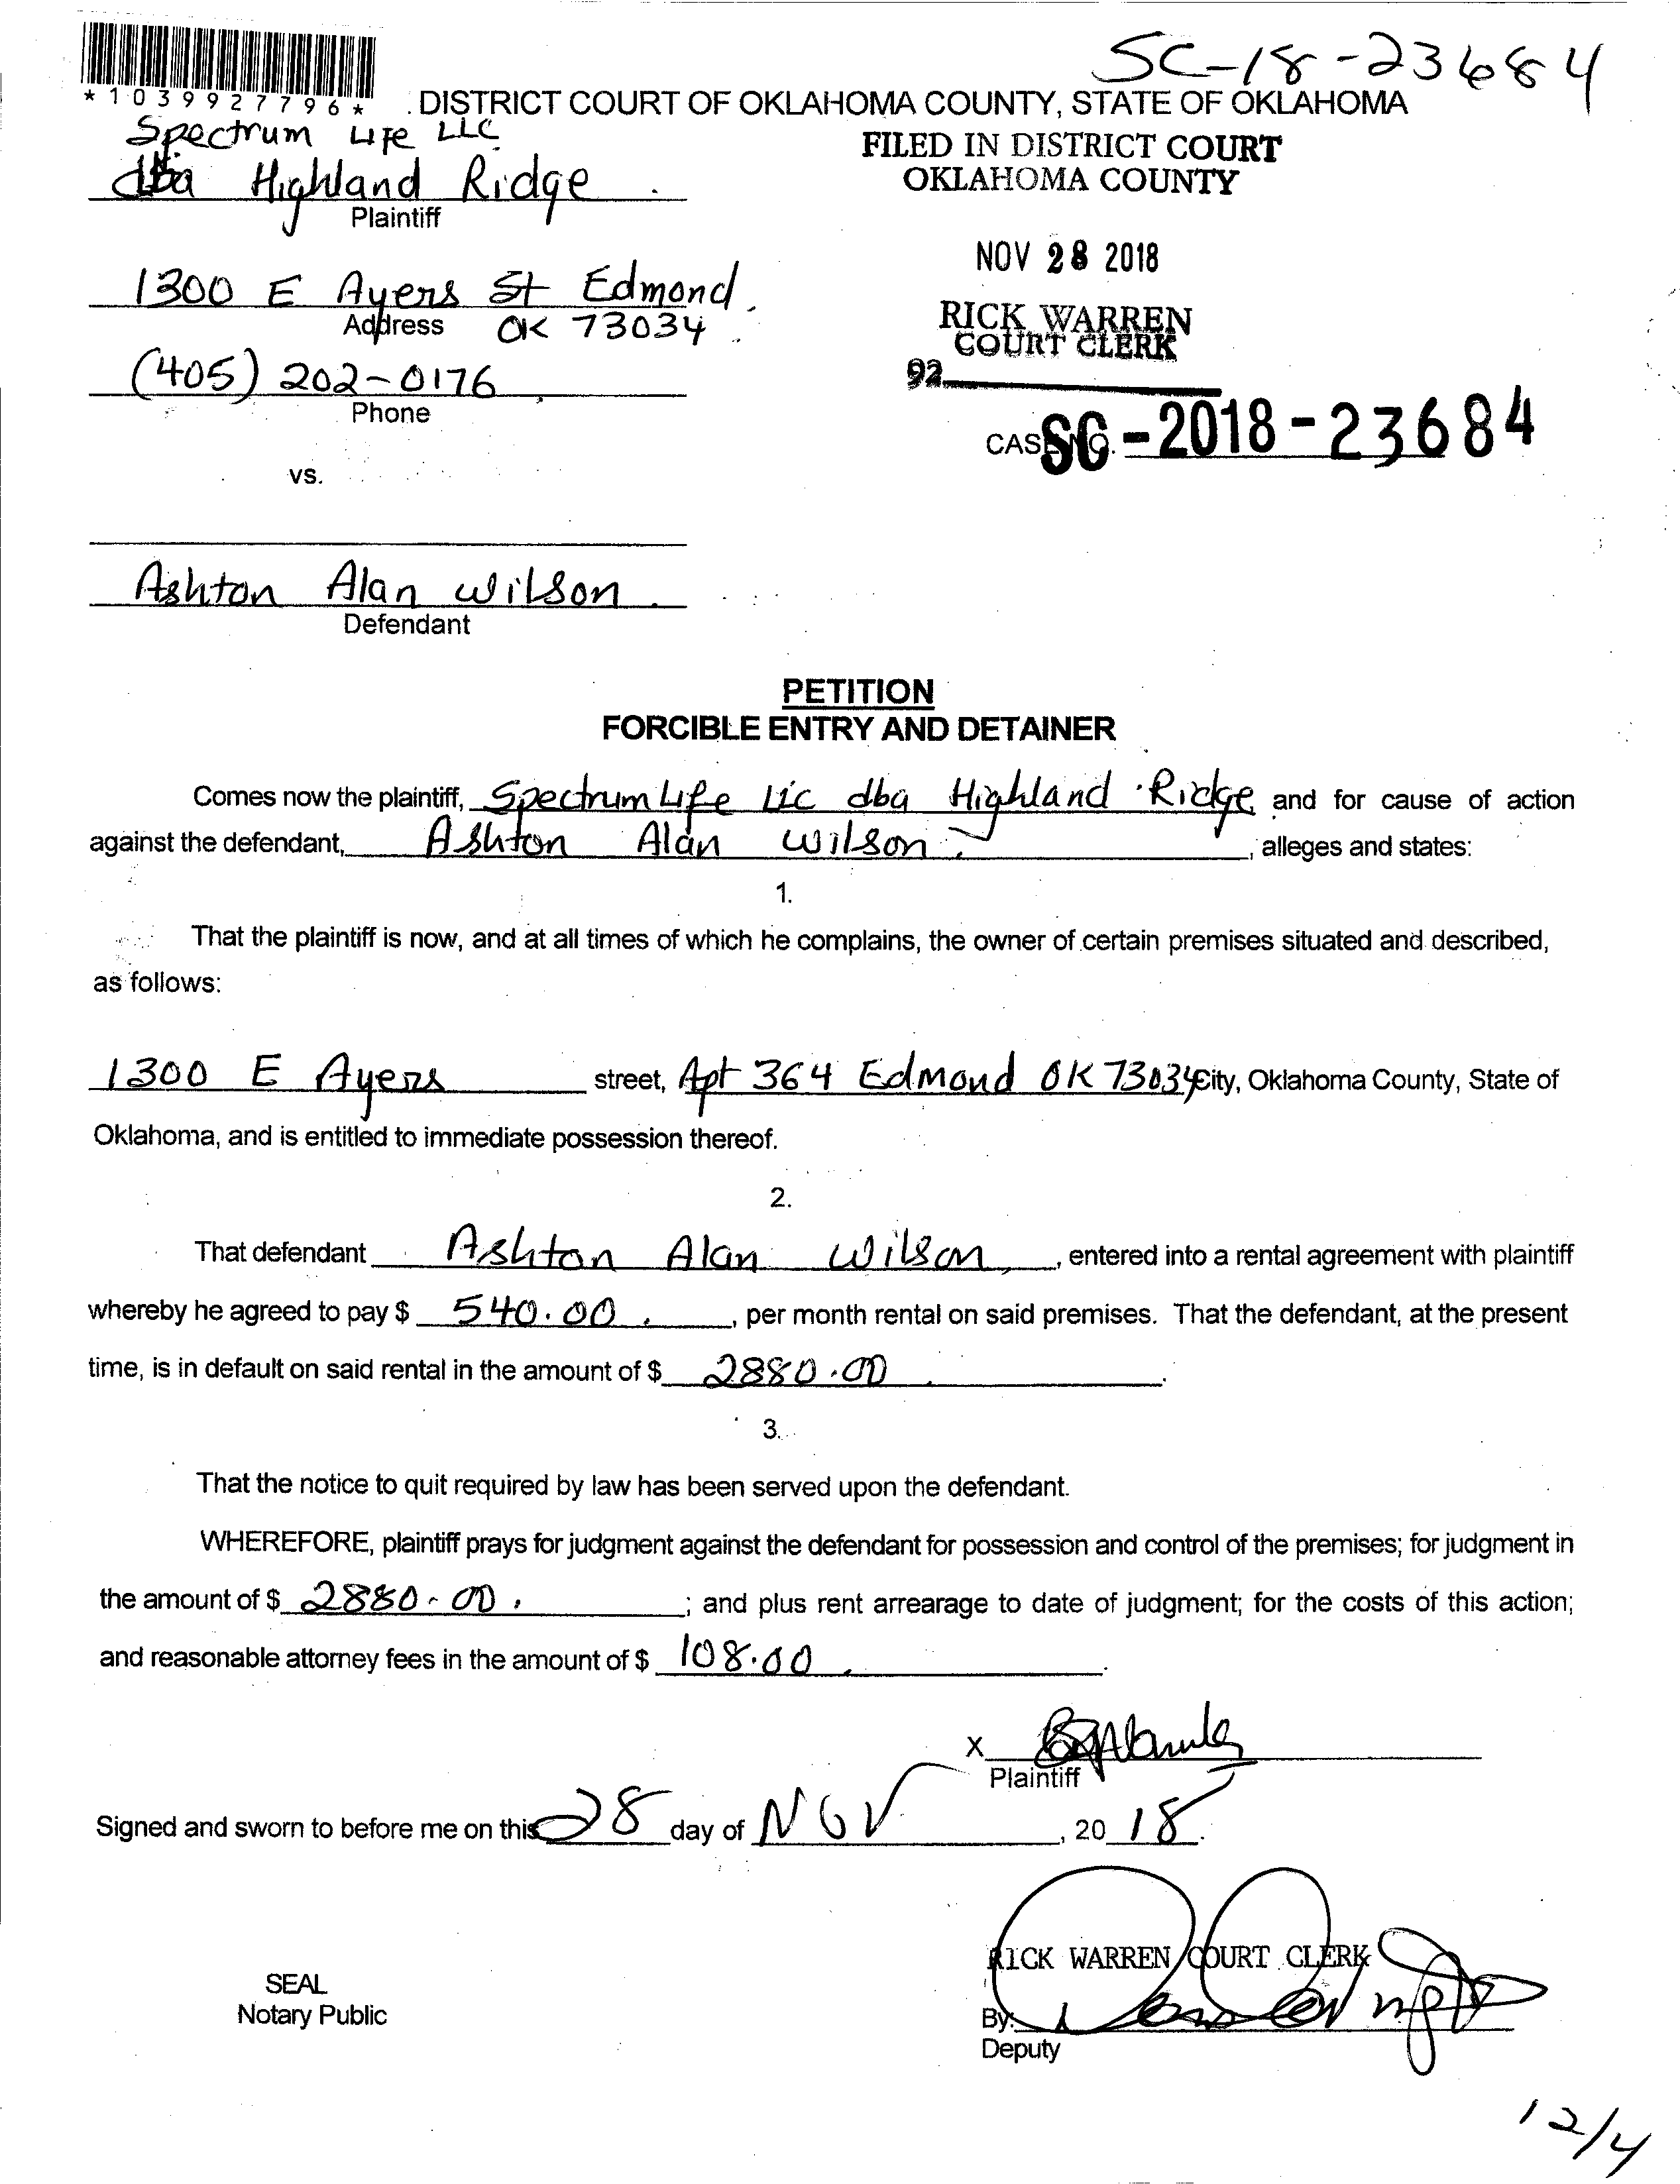 SC-18-23684
*1039927796*
DISTRICT COURT OF OKLAHOMA COUNTY, STATE OF OKLAHOMA
Spectrum Life LLC
dba Highland Ridge
Plaintiff
FILED IN DISTRICT COURT
OKLAHOMA COUNTY
NOV 28 2018
1300 E Ayers St Edmond
Address OK 73034
RICK WARREN
COURT CLERK
92
(405) 202-0176
Phone
CASE NO. SC-2018-23684
vs.
Ashton Alan Wilson
Defendant
PETITION
FORCIBLE ENTRY AND DETAINER
Comes now the plaintiff, Spectrum Life Llc dba Highland Ridge and for cause of action
against the defendant, Ashton Alan Wilson, alleges and states:
1.
That the plaintiff is now, and at all times of which he complains, the owner of certain premises situated and described,
as follows:
1300 E Ayers street, Apt 364 Edmond OK 73034 City, Oklahoma County, State of
Oklahoma, and is entitled to immediate possession thereof.
2.
That defendant Ashton Alan Wilson, entered into a rental agreement with plaintiff
whereby he agreed to pay $ 540.00, per month rental on said premises. That the defendant, at the present
time, is in default on said rental in the amount of $ 2880.00.
3.
That the notice to quit required by law has been served upon the defendant.
WHEREFORE, plaintiff prays for judgment against the defendant for possession and control of the premises; for judgment in
the amount of $ 2880.00; and plus rent arrearage to date of judgment; for the costs of this action;
and reasonable attorney fees in the amount of $ 108.00.
X
Plaintiff
Signed and sworn to before me on this 28 day of NOV, 20 18.
RICK WARREN COURT CLERK
SEAL
Notary Public
By:
Deputy
12/4